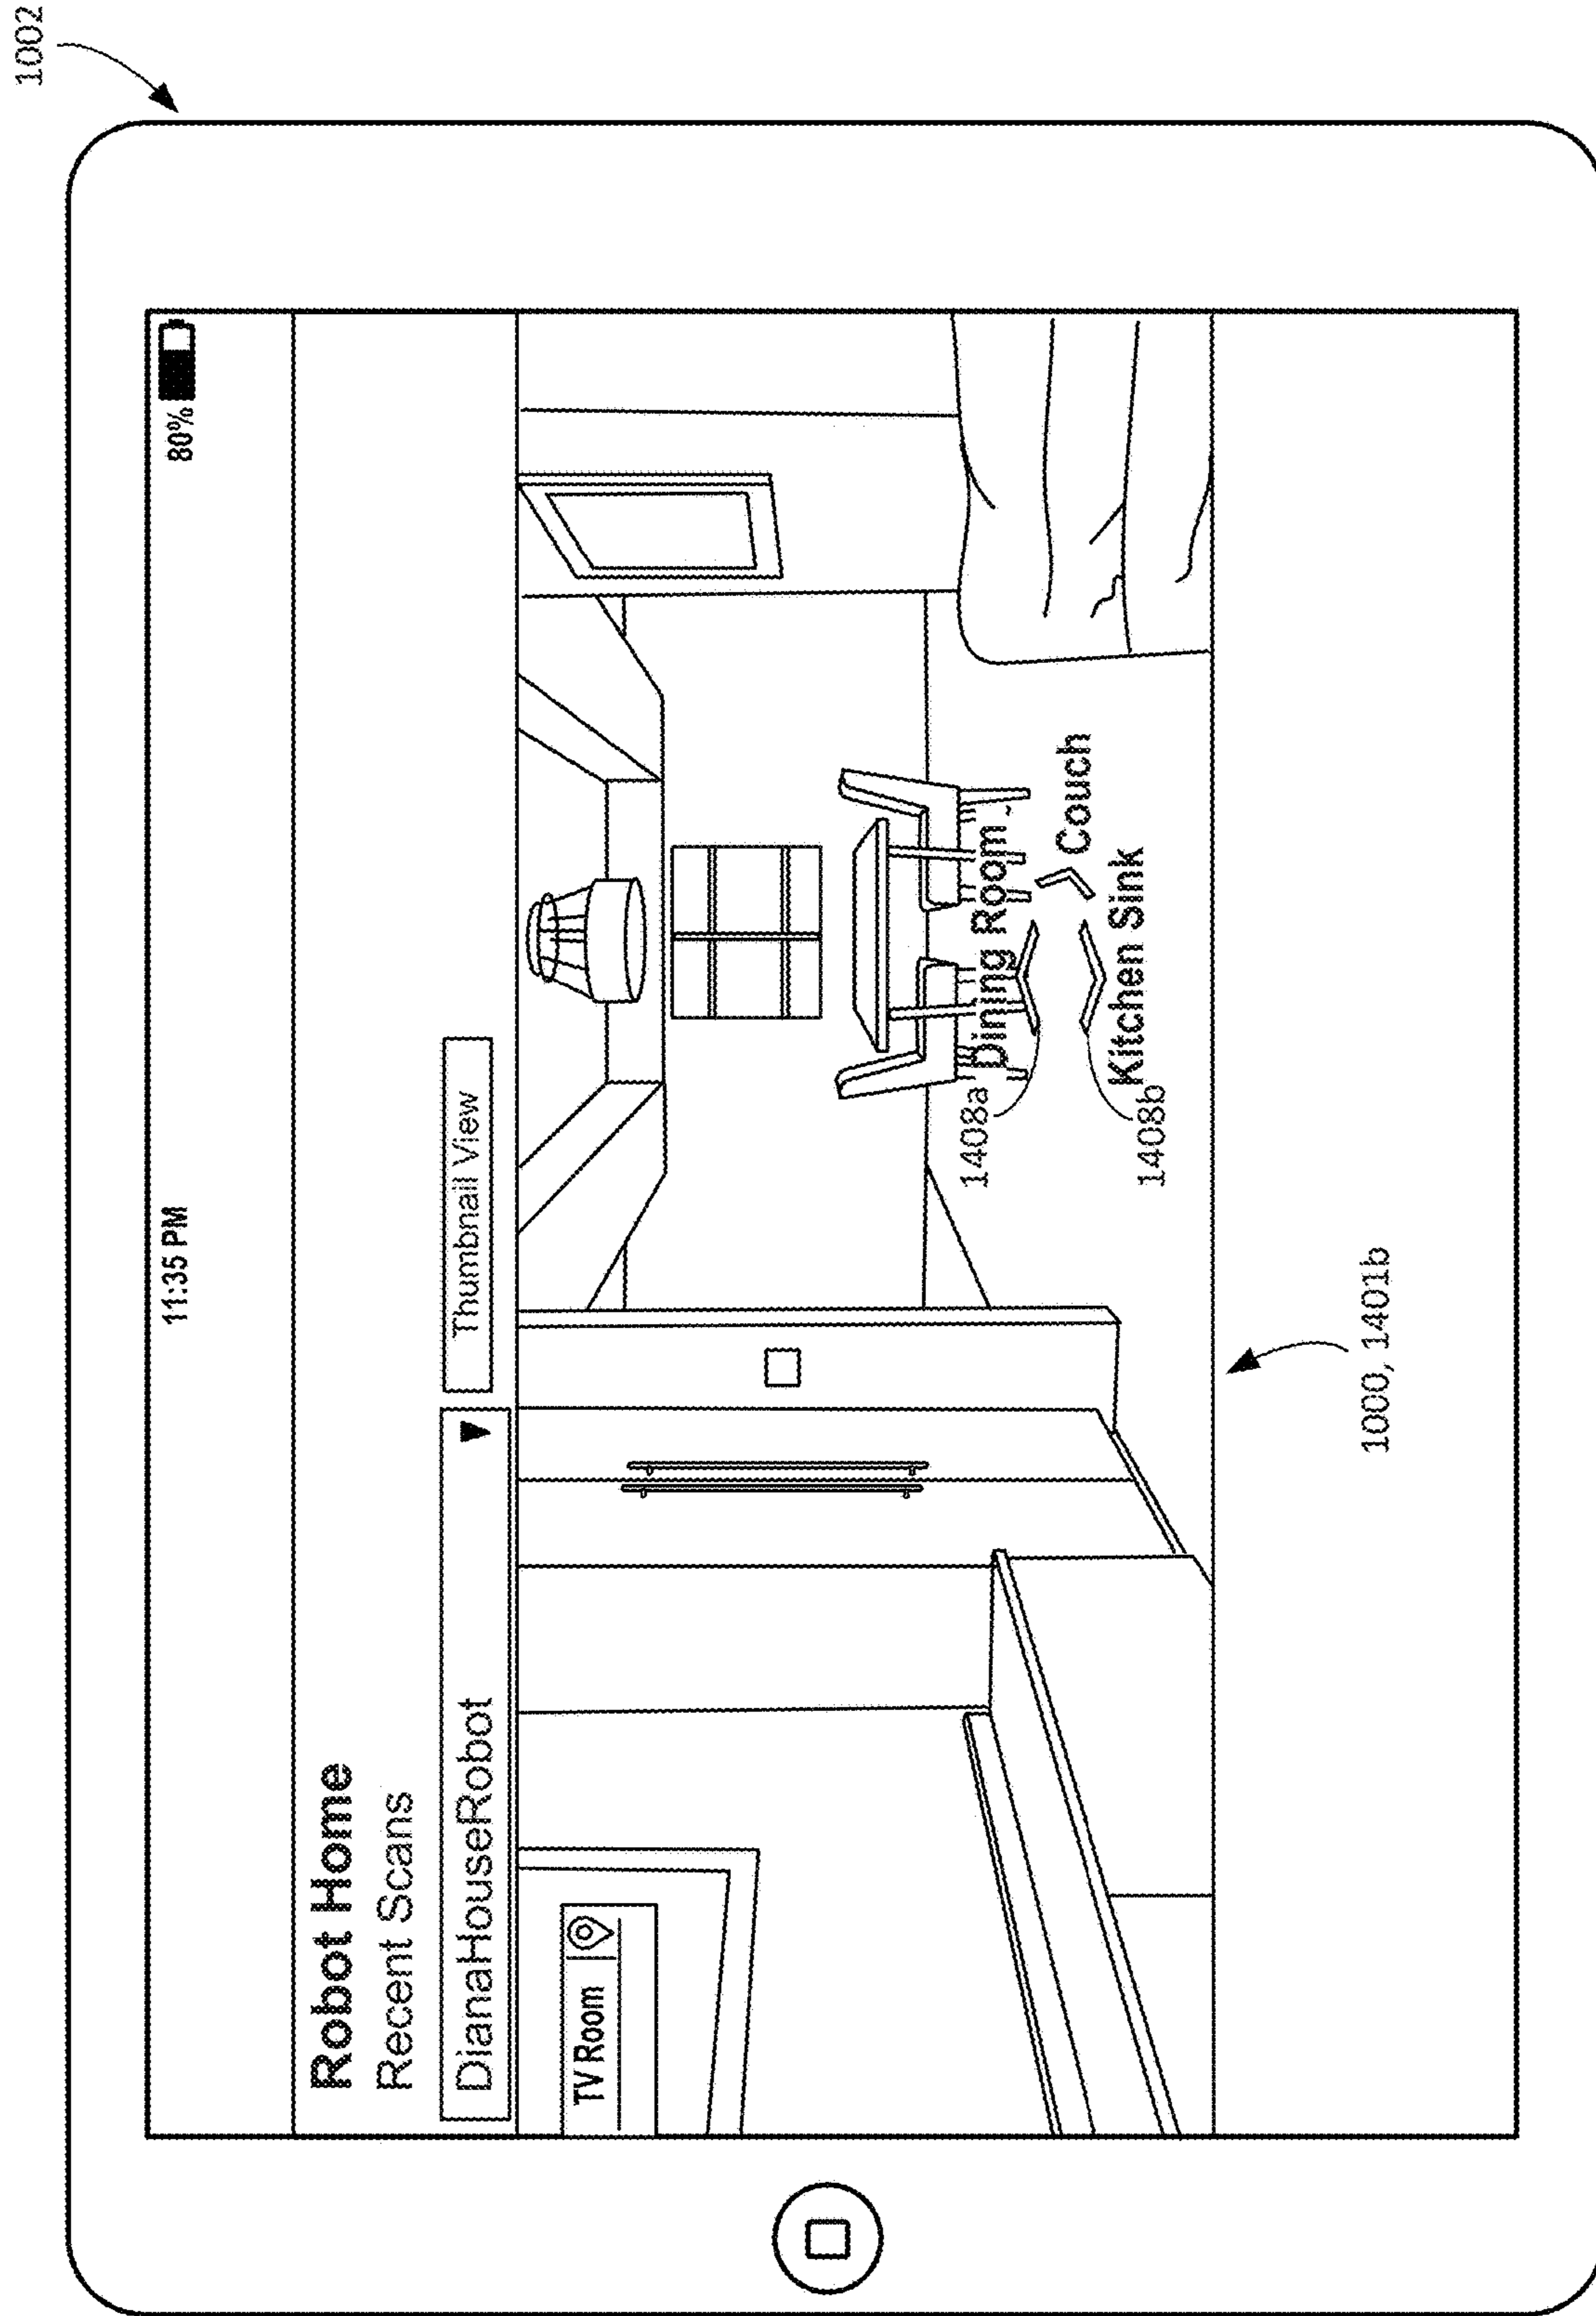 1002
11:35 PM
80%
Robot Home
Recent Scans
DianaHouseRobot
Thumbnail View
TV Room
1408a
Dining Room
Couch
Kitchen Sink
1408b
1000, 1401b